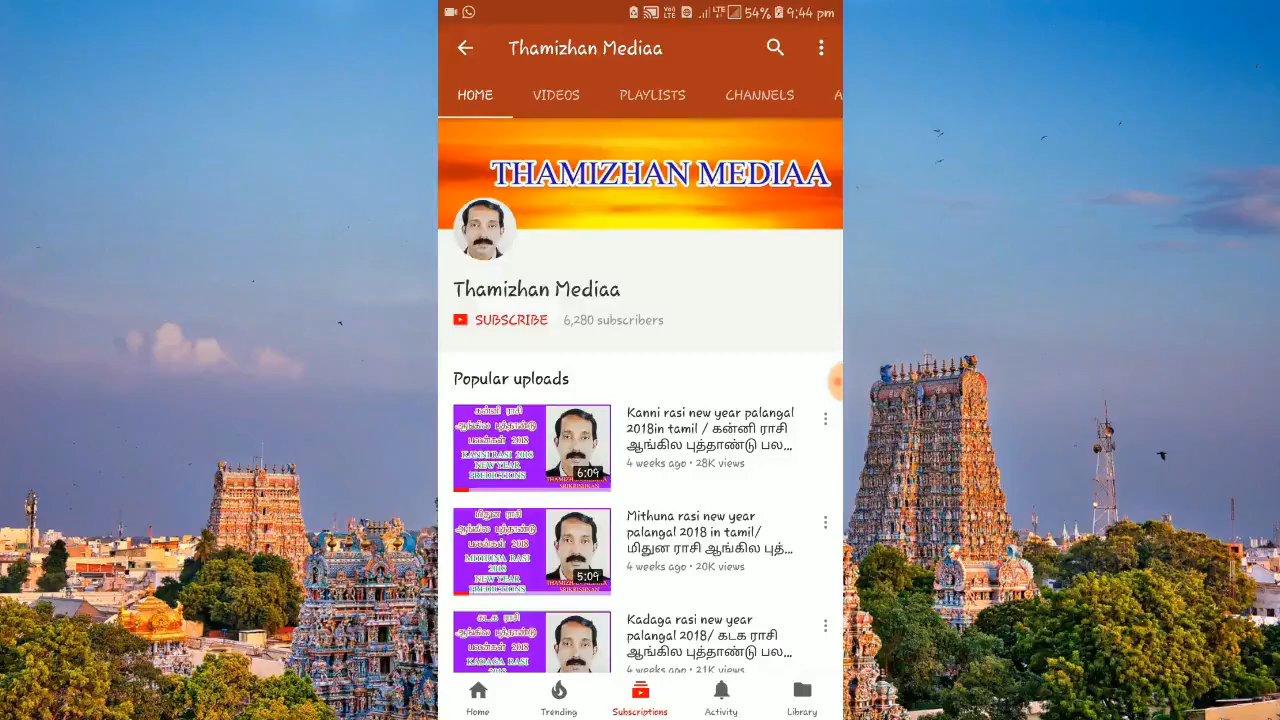 54% 9:44 pm
Thamizhan Mediaa
HOME VIDEOS PLAYLISTS CHANNELS A
THAMIZHAN MEDIAA
Thamizhan Mediaa
SUBSCRIBE 6,280 subscribers
Popular uploads
கன்னி ராசி
ஆங்கில புத்தாண்டு
பலன்கள் 2018
KANNI RASI 2018
NEW YEAR
PREDICTIONS
6:09
Kanni rasi new year palangal
2018in tamil / கன்னி ராசி
ஆங்கில புத்தாண்டு பல...
4 weeks ago • 28K views
மிதுன ராசி
ஆங்கில புத்தாண்டு
பலன்கள் 2018
MITHUNA RASI
2018
NEW YEAR
PREDICTIONS
5:09
Mithuna rasi new year
palangal 2018 in tamil/
மிதுன ராசி ஆங்கில புத்...
4 weeks ago • 20K views
கடக ராசி
ஆங்கில புத்தாண்டு
பலன்கள் 2018
KADAGA RASI
Kadaga rasi new year
palangal 2018/ கடக ராசி
ஆங்கில புத்தாண்டு பல...
4 weeks ago • 21K views
Home Trending Subscriptions Activity Library